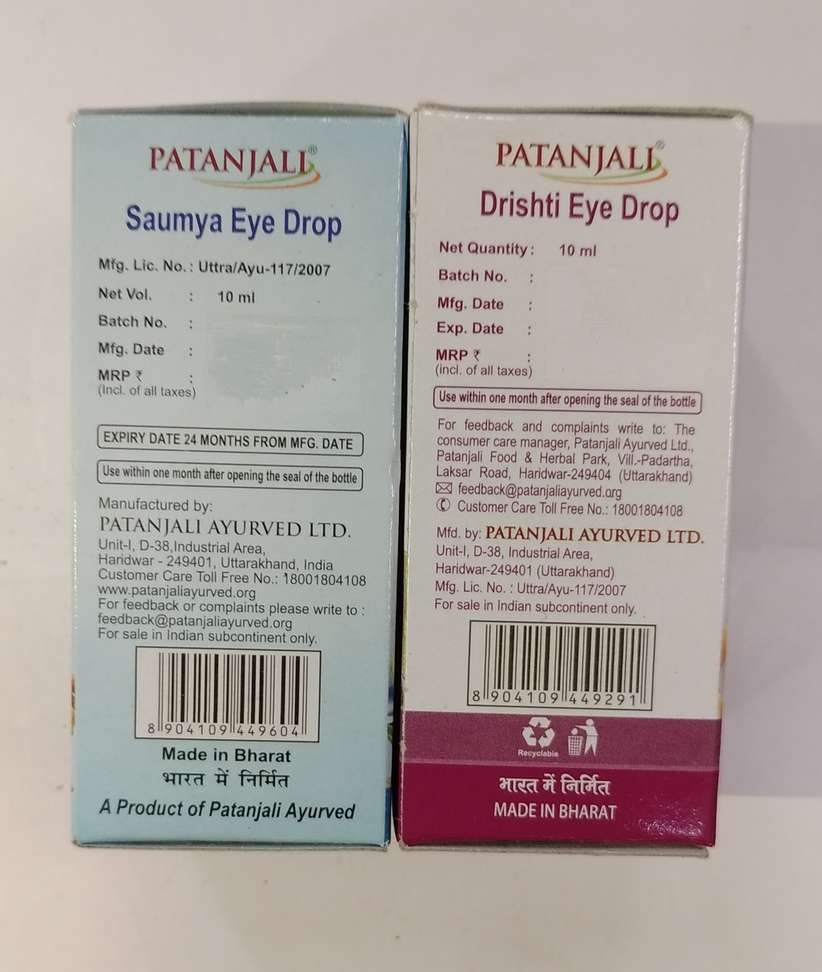 PATANJALI®
Saumya Eye Drop
Mfg. Lic. No. : Uttra/Ayu-117/2007
Net Vol. : 10 ml
Batch No. :
Mfg. Date :
MRP ₹ :
(Incl. of all taxes)
EXPIRY DATE 24 MONTHS FROM MFG. DATE
Use within one month after opening the seal of the bottle
Manufactured by:
PATANJALI AYURVED LTD.
Unit-I, D-38,Industrial Area,
Haridwar - 249401, Uttarakhand, India
Customer Care Toll Free No.: 18001804108
www.patanjaliayurved.org
For feedback or complaints please write to :
feedback@patanjaliayurved.org
For sale in Indian subcontinent only.
8 904109 449604
Made in Bharat
भारत में निर्मित
A Product of Patanjali Ayurved
PATANJALI®
Drishti Eye Drop
Net Quantity : 10 ml
Batch No. :
Mfg. Date :
Exp. Date :
MRP ₹ :
(incl. of all taxes)
Use within one month after opening the seal of the bottle
For feedback and complaints write to: The
consumer care manager, Patanjali Ayurved Ltd.,
Patanjali Food & Herbal Park, Vill.-Padartha,
Laksar Road, Haridwar-249404 (Uttarakhand)
feedback@patanjaliayurved.org
Customer Care Toll Free No.: 18001804108
Mfd. by: PATANJALI AYURVED LTD.
Unit-I, D-38, Industrial Area,
Haridwar-249401 (Uttarakhand)
Mfg. Lic. No. : Uttra/Ayu-117/2007
For sale in Indian subcontinent only.
8 904109 449291
Recyclable
भारत में निर्मित
MADE IN BHARAT